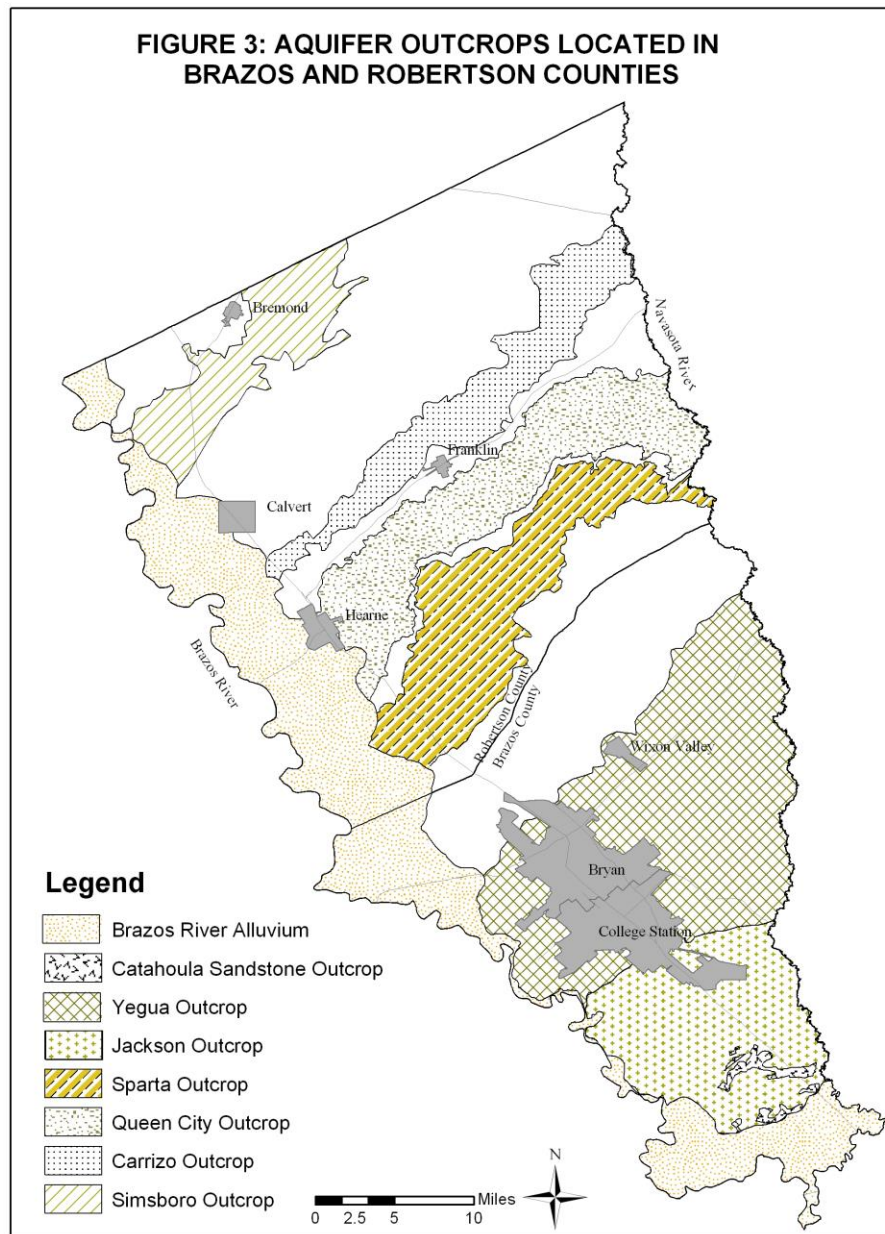 FIGURE 3: AQUIFER OUTCROPS LOCATED IN
BRAZOS AND ROBERTSON COUNTIES
Bremond
Navasota River
Franklin
Calvert
Hearne
Brazos River
Robertson County
Brazos County
Wixon Valley
Bryan
College Station
Legend
Brazos River Alluvium
Catahoula Sandstone Outcrop
Yegua Outcrop
Jackson Outcrop
Sparta Outcrop
Queen City Outcrop
Carrizo Outcrop
Simsboro Outcrop
N
Miles
0 2.5 5 10